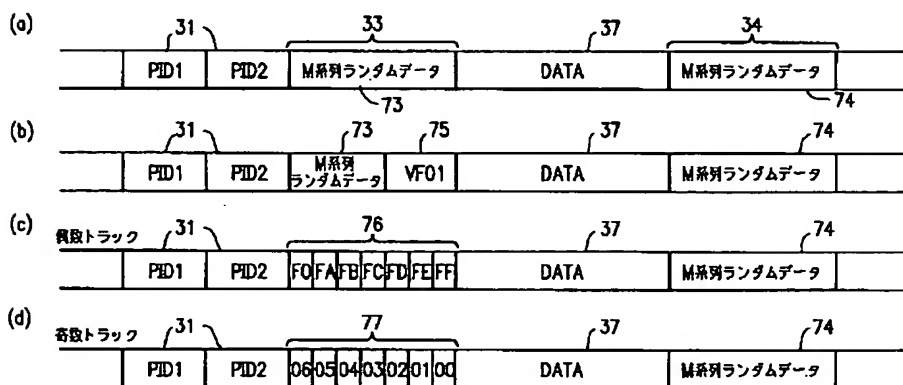 (a) 31 33 37 34
PID1 PID2 M系列ランダムデータ DATA M系列ランダムデータ
73 74
(b) 31 73 75 37 74
PID1 PID2 M系列ランダムデータ VFO1 DATA M系列ランダムデータ
(c) 偶数トラック 31 76 37 74
PID1 PID2 F0 FA FB FC FD FE FF DATA M系列ランダムデータ
(d) 奇数トラック 31 77 37 74
PID1 PID2 06 05 04 03 02 01 00 DATA M系列ランダムデータ